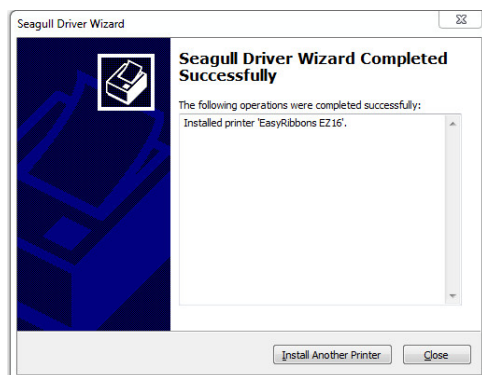 Seagull Driver Wizard
Seagull Driver Wizard Completed
Successfully
The following operations were completed successfully:
Installed printer 'EasyRibbons EZ16'.
Install Another Printer
Close